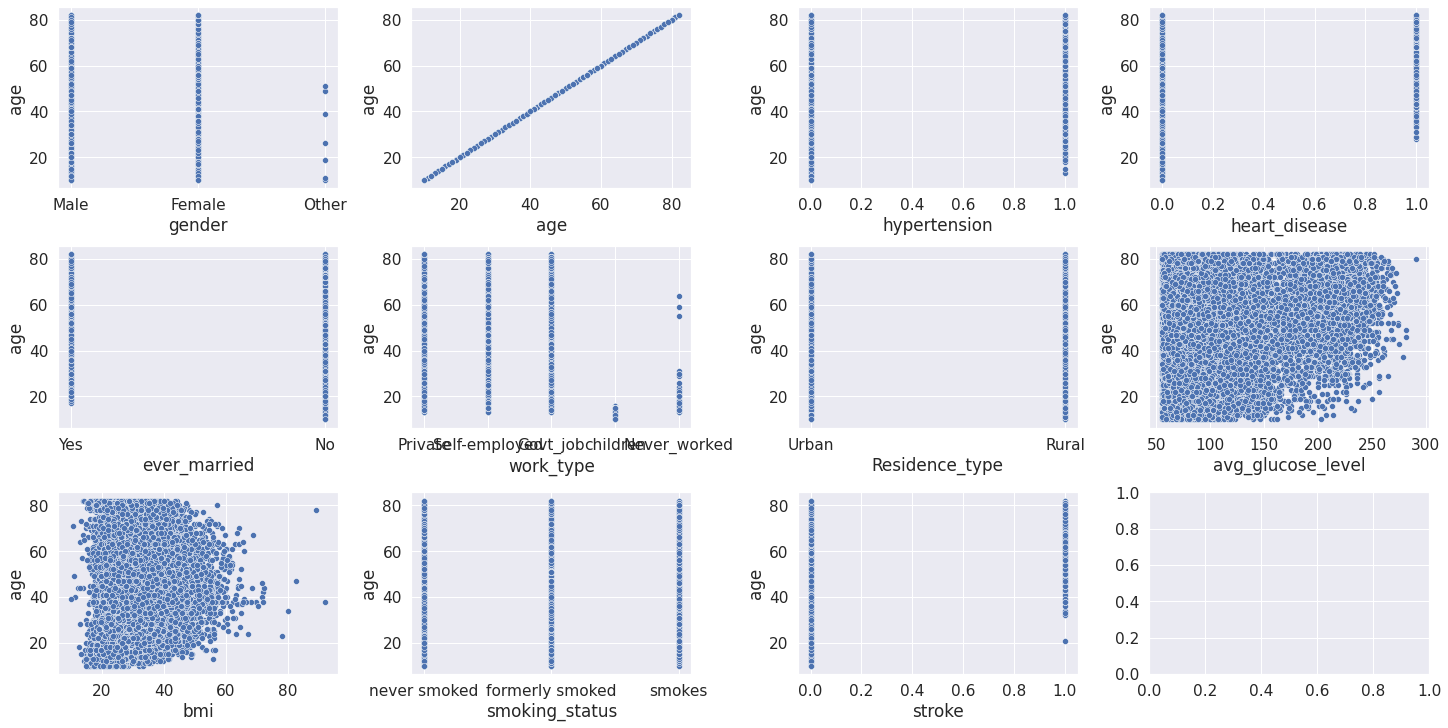 80
60
40
20
age
Male Female Other
gender
80
60
40
20
age
20 40 60 80
age
80
60
40
20
age
0.0 0.2 0.4 0.6 0.8 1.0
hypertension
80
60
40
20
age
0.0 0.2 0.4 0.6 0.8 1.0
heart_disease
80
60
40
20
age
Yes No
ever_married
80
60
40
20
age
Private Self-employed Govt_job children Never_worked
work_type
80
60
40
20
age
Urban Rural
Residence_type
80
60
40
20
age
50 100 150 200 250 300
avg_glucose_level
80
60
40
20
age
20 40 60 80
bmi
80
60
40
20
age
never smoked formerly smoked smokes
smoking_status
80
60
40
20
age
0.0 0.2 0.4 0.6 0.8 1.0
stroke
1.0
0.8
0.6
0.4
0.2
0.0
0.0 0.2 0.4 0.6 0.8 1.0